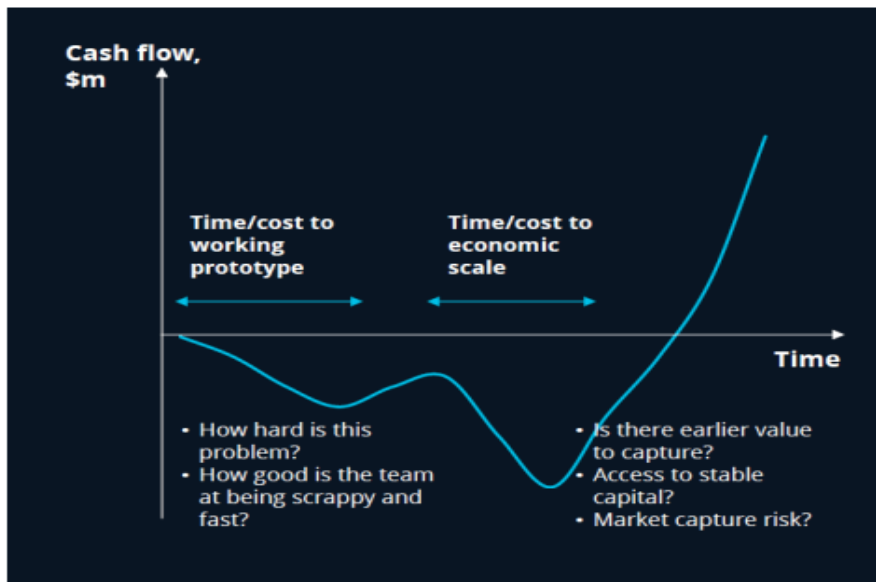 Cash flow,
$m
Time/cost to
working
prototype
Time/cost to
economic
scale
Time
• How hard is this
problem?
• How good is the team
at being scrappy and
fast?
• Is there earlier value
to capture?
• Access to stable
capital?
• Market capture risk?